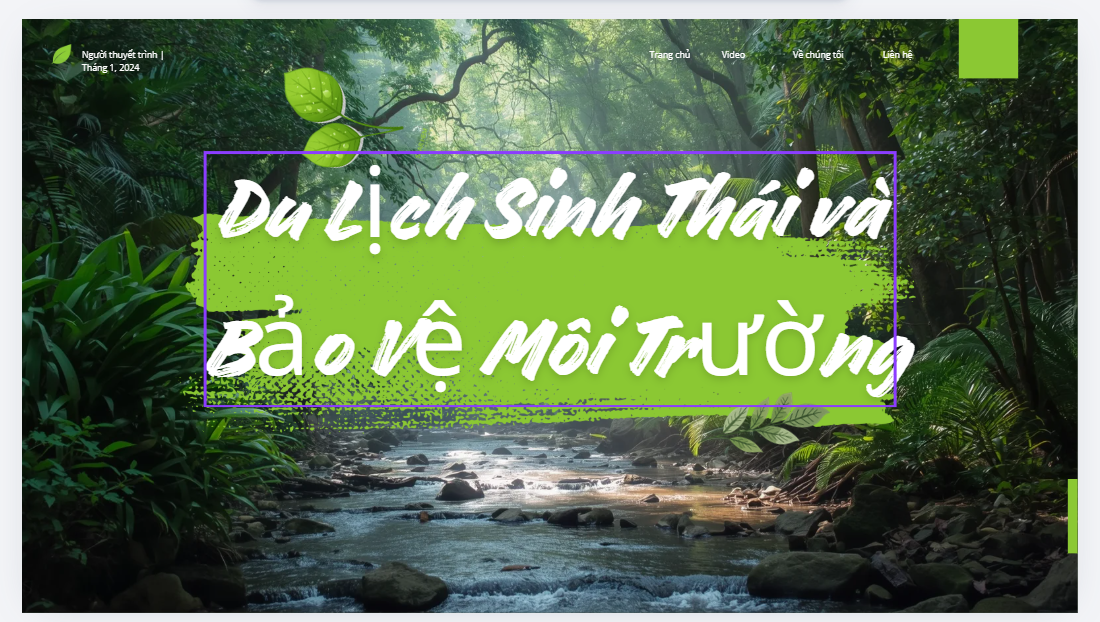 Người thuyết trình |
Tháng 1, 2024
Trang chủ Video Về chúng tôi Liên hệ
Du Lịch Sinh Thái và
Bảo Vệ Môi Trường